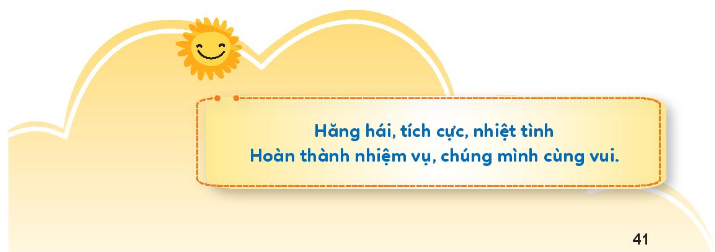 Hăng hái, tích cực, nhiệt tình
Hoàn thành nhiệm vụ, chúng mình cùng vui.
41